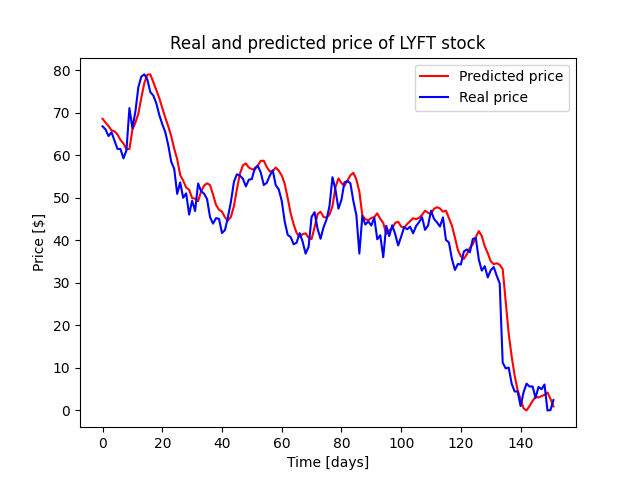 Real and predicted price of LYFT stock
Predicted price
Real price
80
70
60
50
40
30
20
10
0
Price [$]
0 20 40 60 80 100 120 140
Time [days]